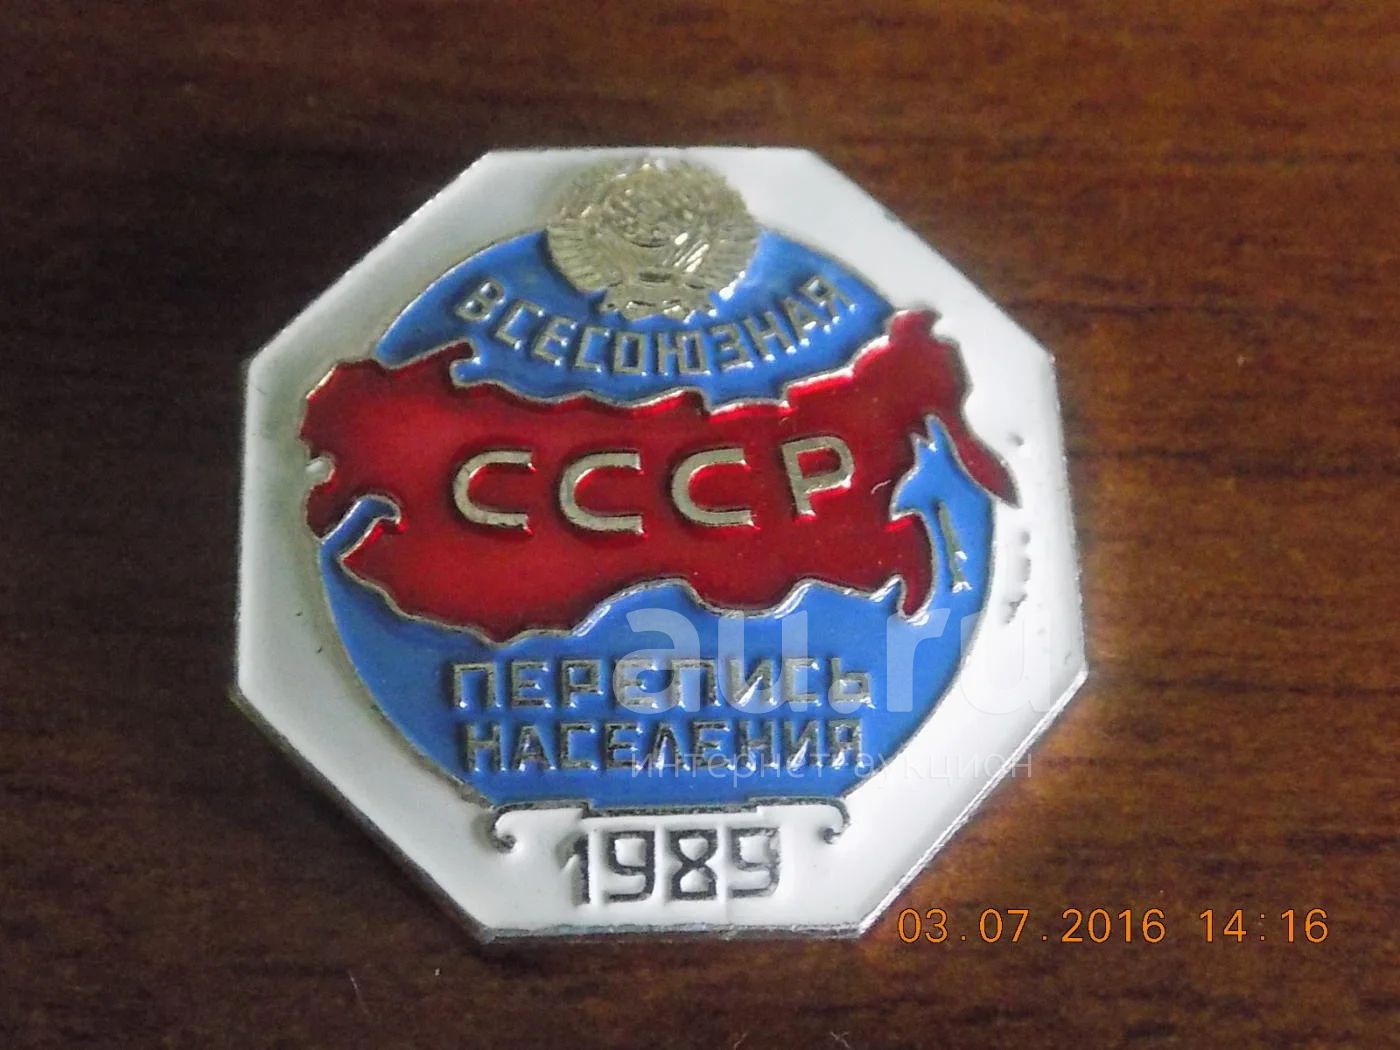 ВСЕСОЮЗНАЯ
СССР
ПЕРЕПИСЬ
НАСЕЛЕНИЯ
1989
au.ru
интернет-аукцион
03.07.2016 14:16